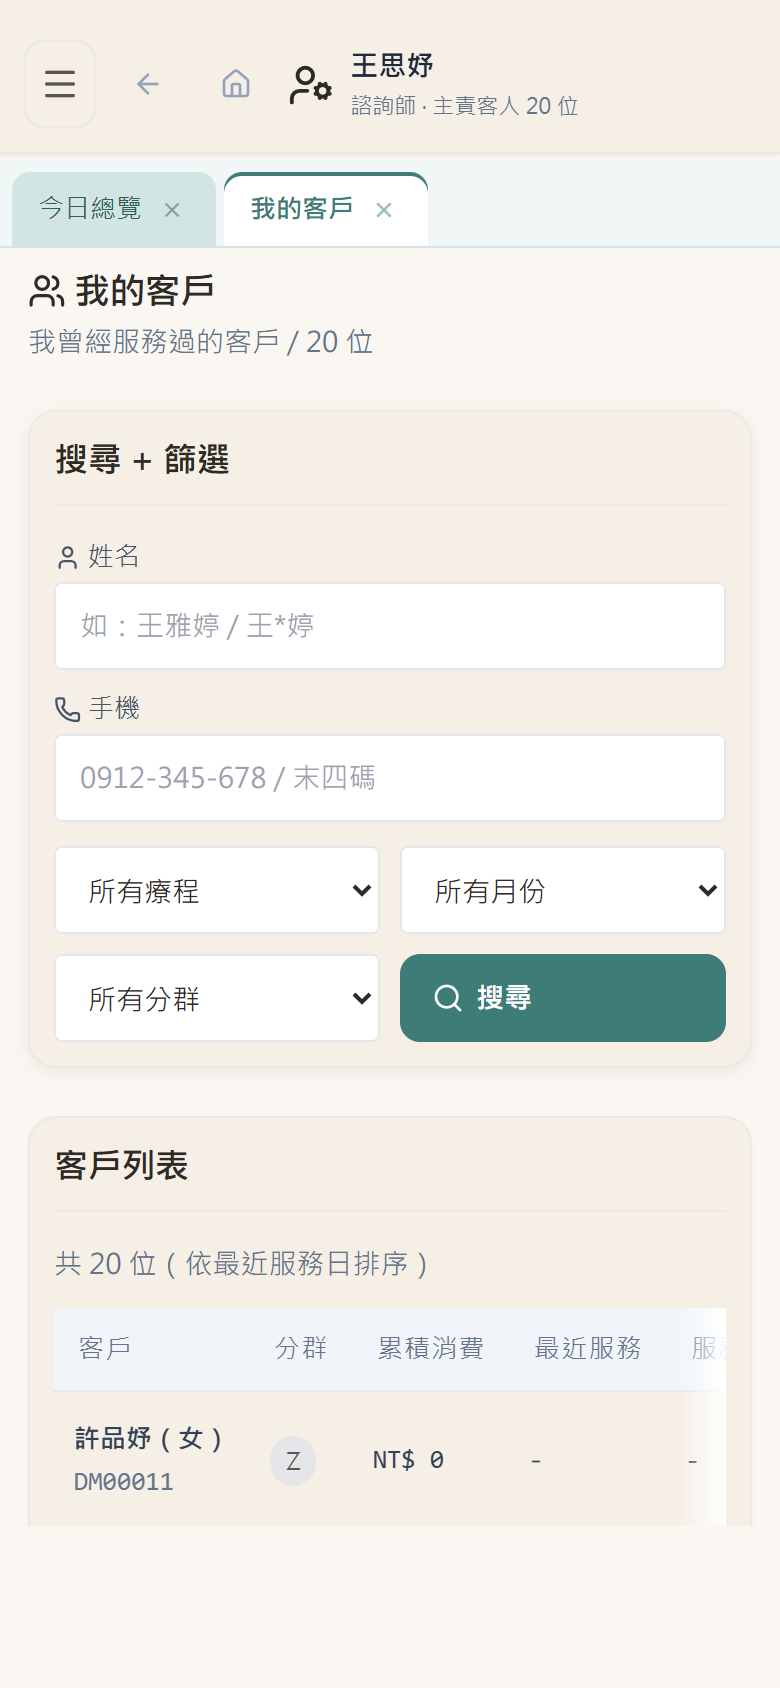 王思妤
諮詢師 · 主責客人 20 位
今日總覽 ×
我的客戶 ×
我的客戶
我曾經服務過的客戶 / 20 位
搜尋 + 篩選
姓名
如：王雅婷 / 王*婷
手機
0912-345-678 / 末四碼
所有療程
所有月份
所有分群
搜尋
客戶列表
共 20 位（依最近服務日排序）
客戶 分群 累積消費 最近服務 服
許品妤（女） Z NT$ 0 - -
DM00011